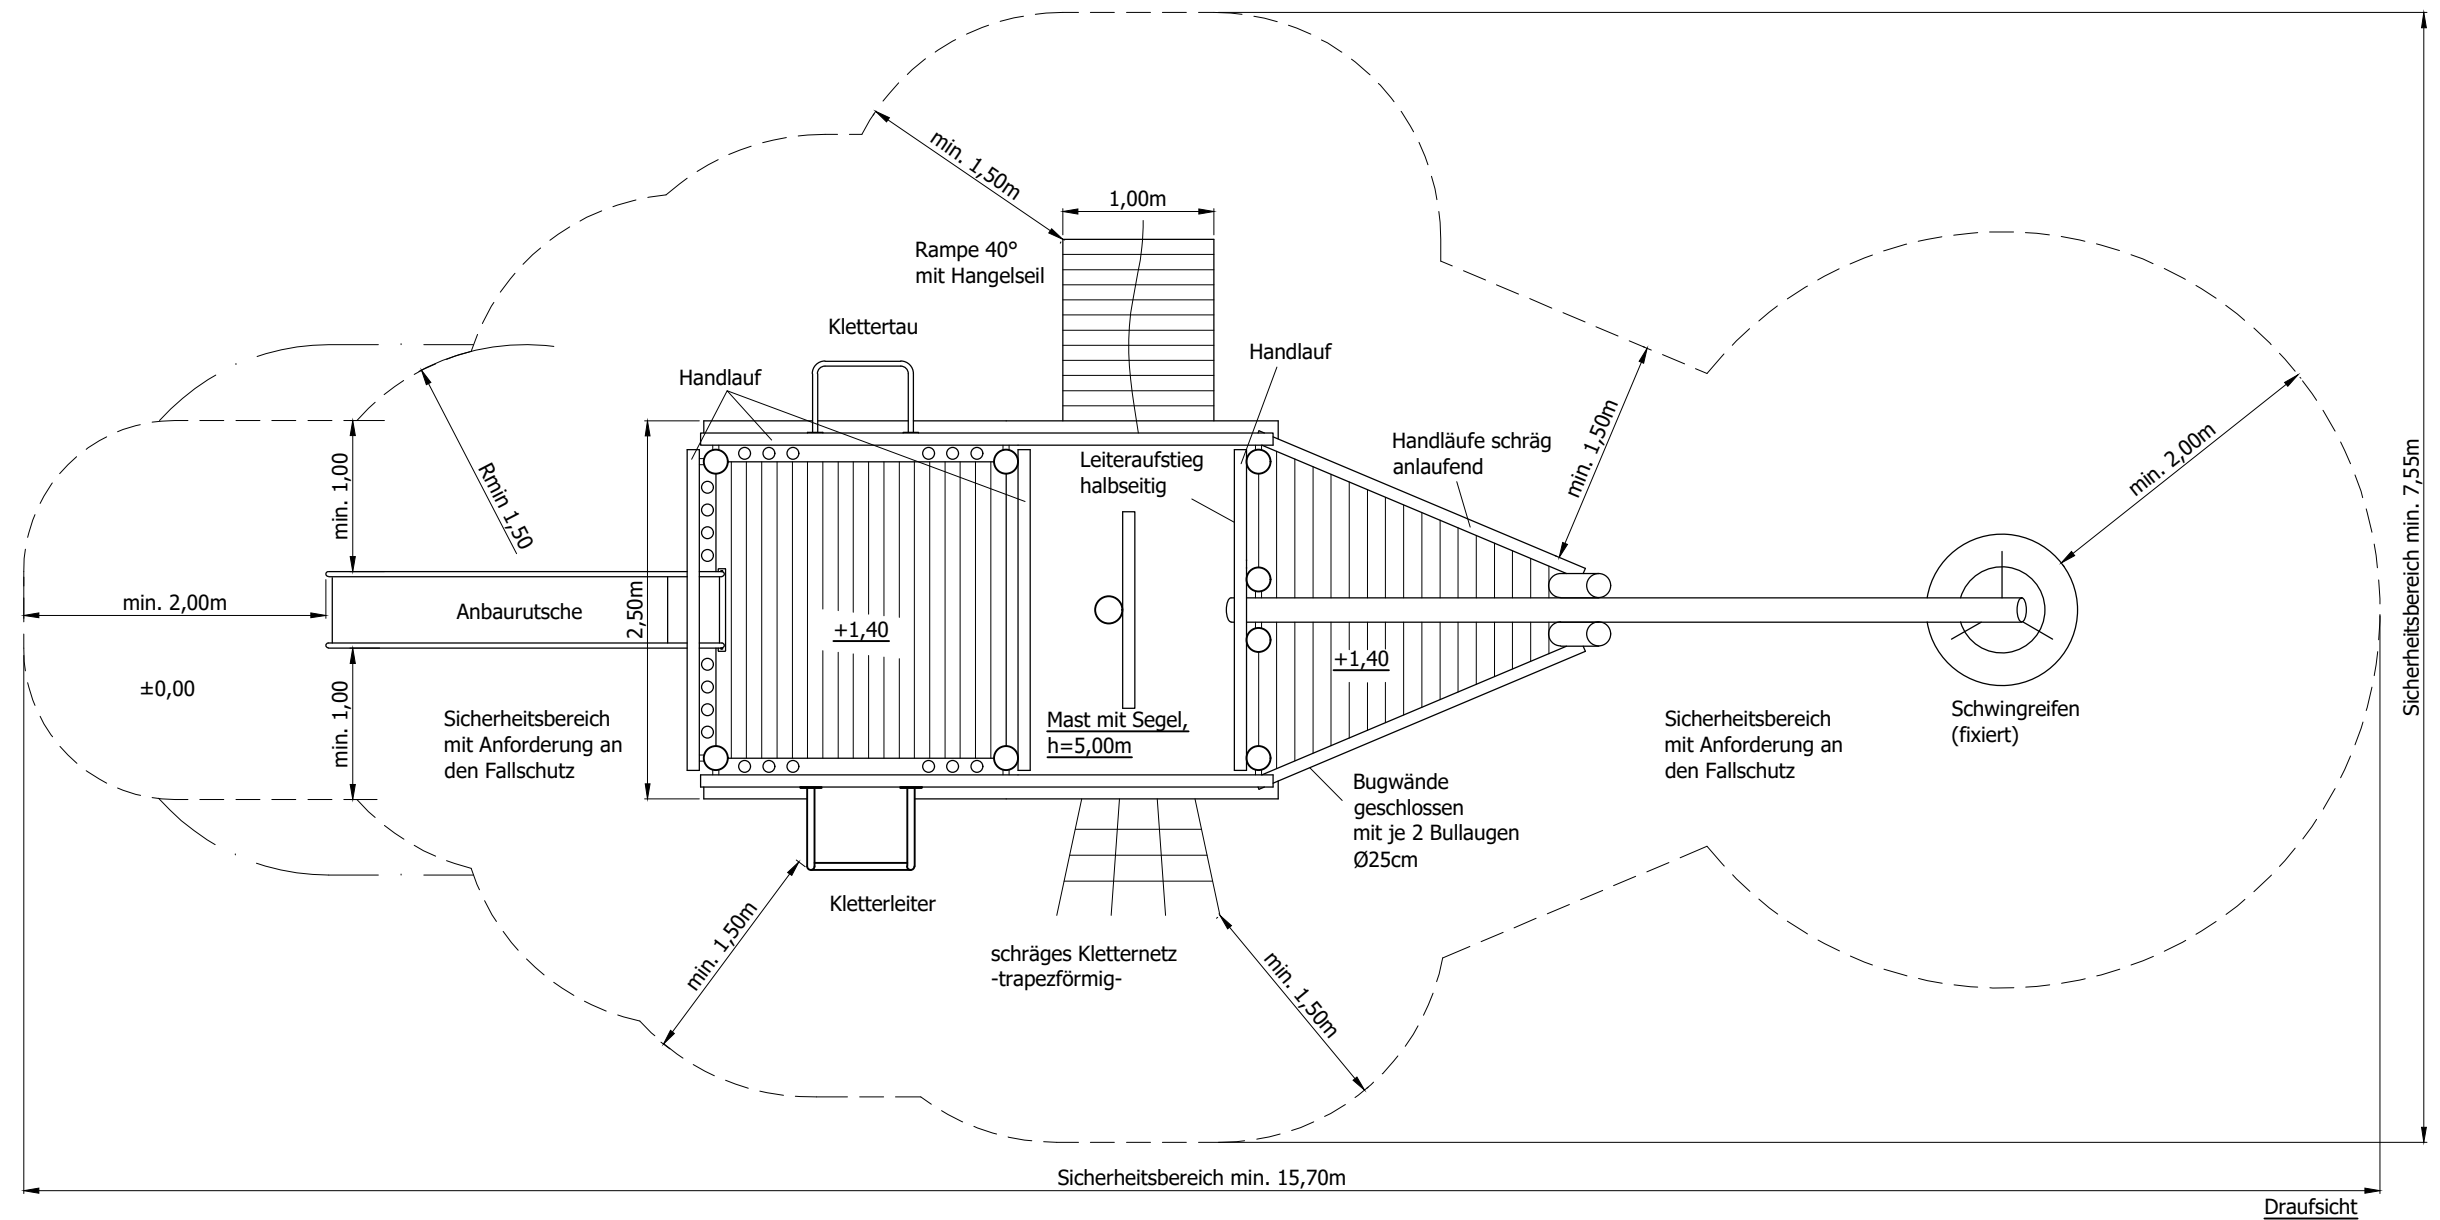 min. 1,50m
1,00m
Rampe 40°
mit Hangelseil
Klettertau
Handlauf
Handlauf
Rmin 1,50
min. 1,00
min. 2,00m
Anbaurutsche
2,50m
±0,00
min. 1,00
Sicherheitsbereich
mit Anforderung an
den Fallschutz
+1,40
Leiteraufstieg
halbseitig
Handläufe schräg
anlaufend
min. 1,50m
min. 2,00m
+1,40
Mast mit Segel,
h=5,00m
Bugwände
geschlossen
mit je 2 Bullaugen
Ø25cm
Sicherheitsbereich
mit Anforderung an
den Fallschutz
Schwingreifen
(fixiert)
Sicherheitsbereich min. 7,55m
Kletterleiter
min. 1,50m
schräges Kletternetz
-trapezförmig-
min. 1,50m
Sicherheitsbereich min. 15,70m
Draufsicht